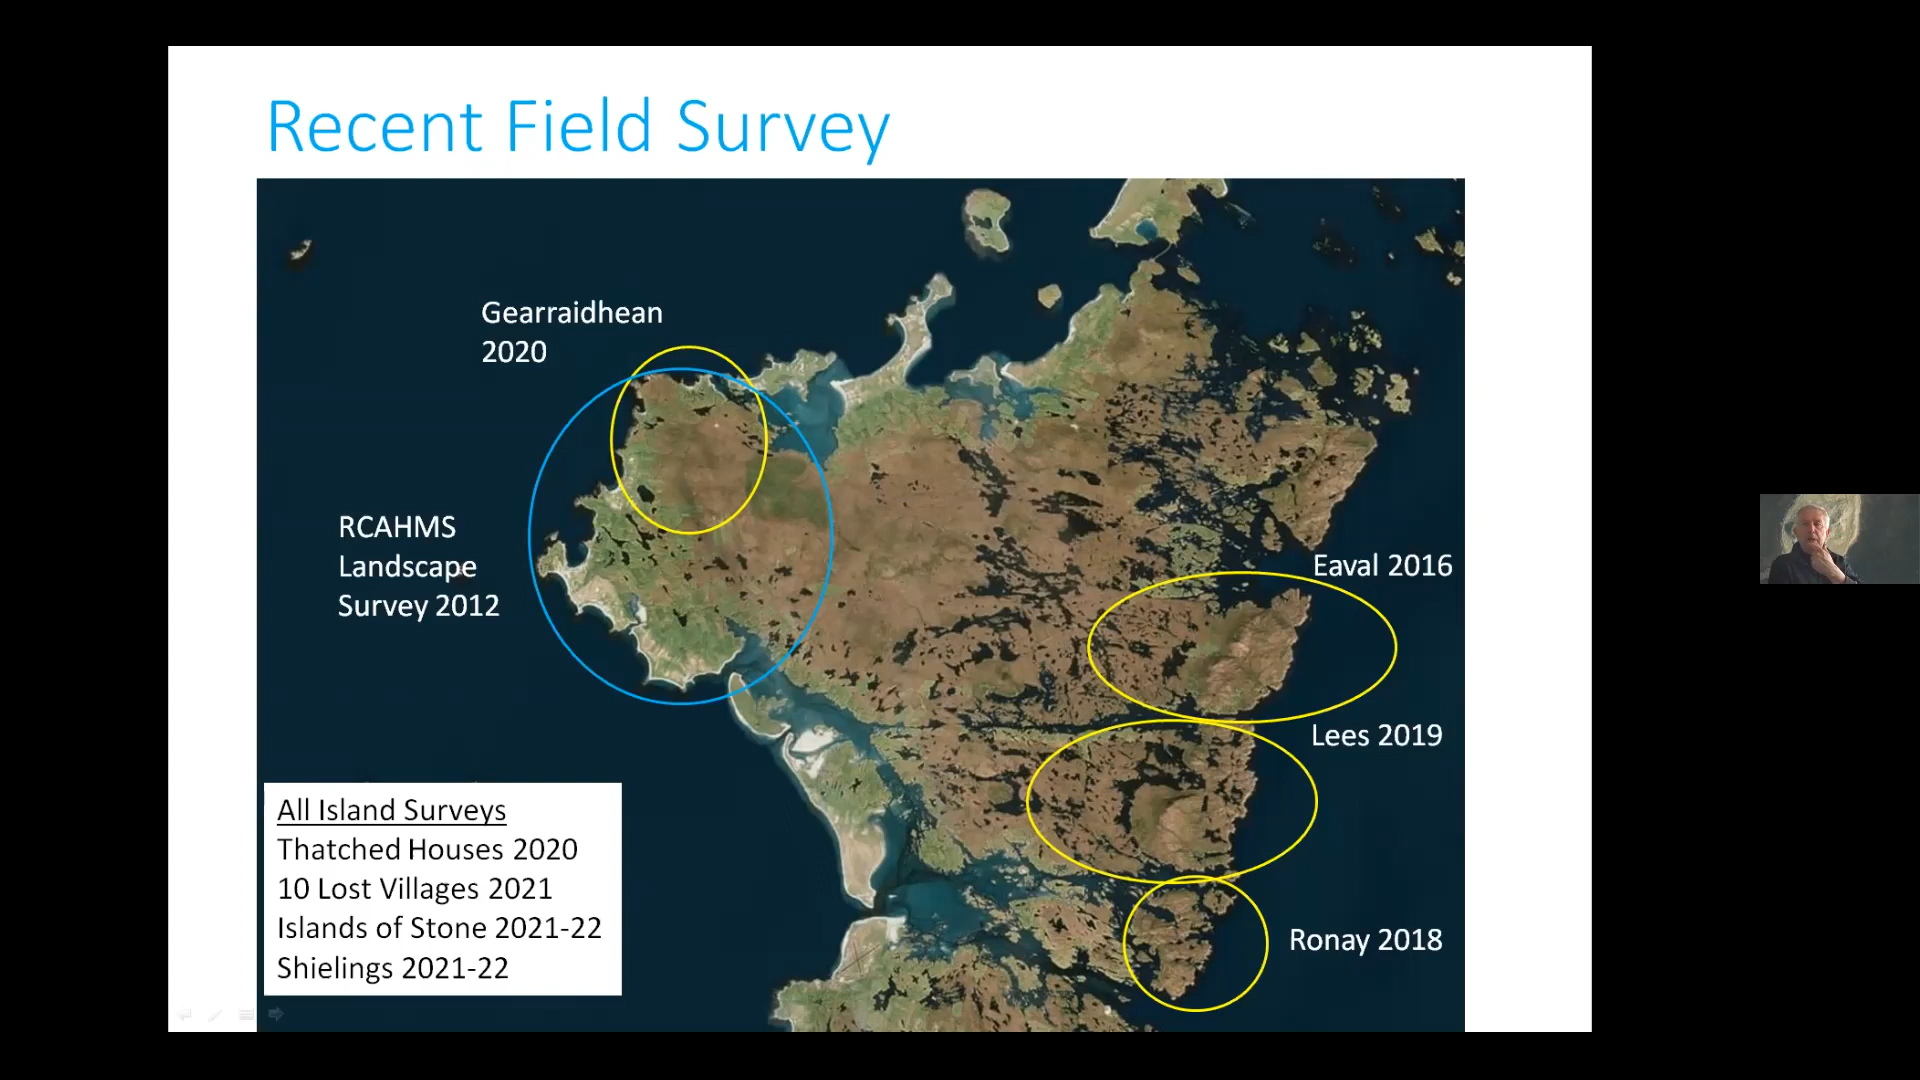 Recent Field Survey
Gearraidhean
2020
RCAHMS
Landscape
Survey 2012
Eaval 2016
Lees 2019
Ronay 2018
All Island Surveys
Thatched Houses 2020
10 Lost Villages 2021
Islands of Stone 2021-22
Shielings 2021-22